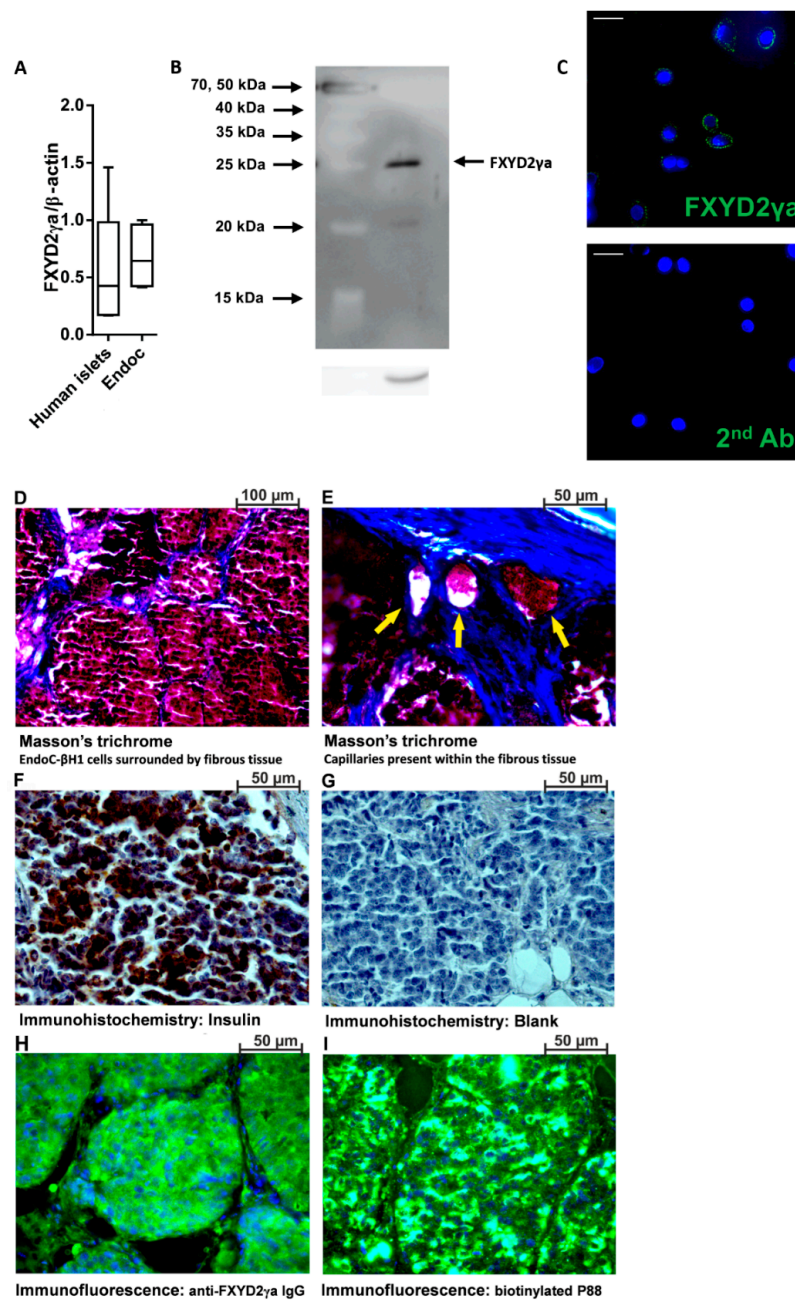 A
B
C
FXYD2γa/β-actin
2.0
1.5
1.0
0.5
0.0
Human islets
Endoc
70, 50 kDa
40 kDa
35 kDa
25 kDa
20 kDa
15 kDa
FXYD2γa
FXYD2γa
2nd Ab
D
100 µm
E
50 µm
Masson's trichrome
EndoC-βH1 cells surrounded by fibrous tissue
Masson's trichrome
Capillaries present within the fibrous tissue
F
50 µm
G
50 µm
Immunohistochemistry: Insulin
Immunohistochemistry: Blank
H
50 µm
I
50 µm
Immunofluorescence: anti-FXYD2γa IgG
Immunofluorescence: biotinylated P88